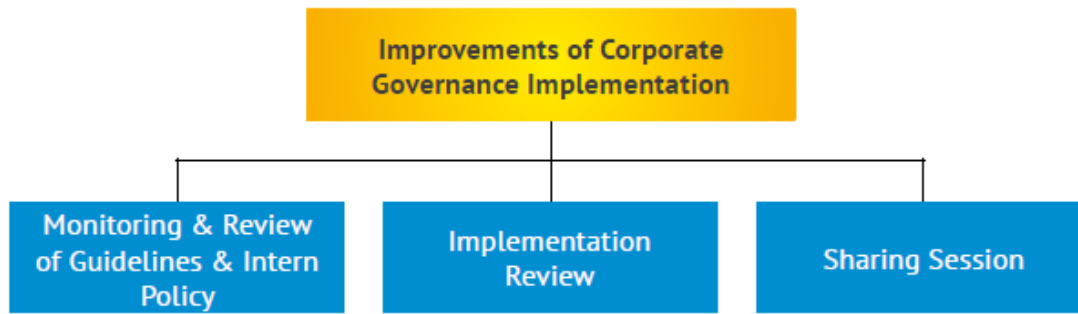 Improvements of Corporate
Governance Implementation
Monitoring & Review
of Guidelines & Intern
Policy
Implementation
Review
Sharing Session